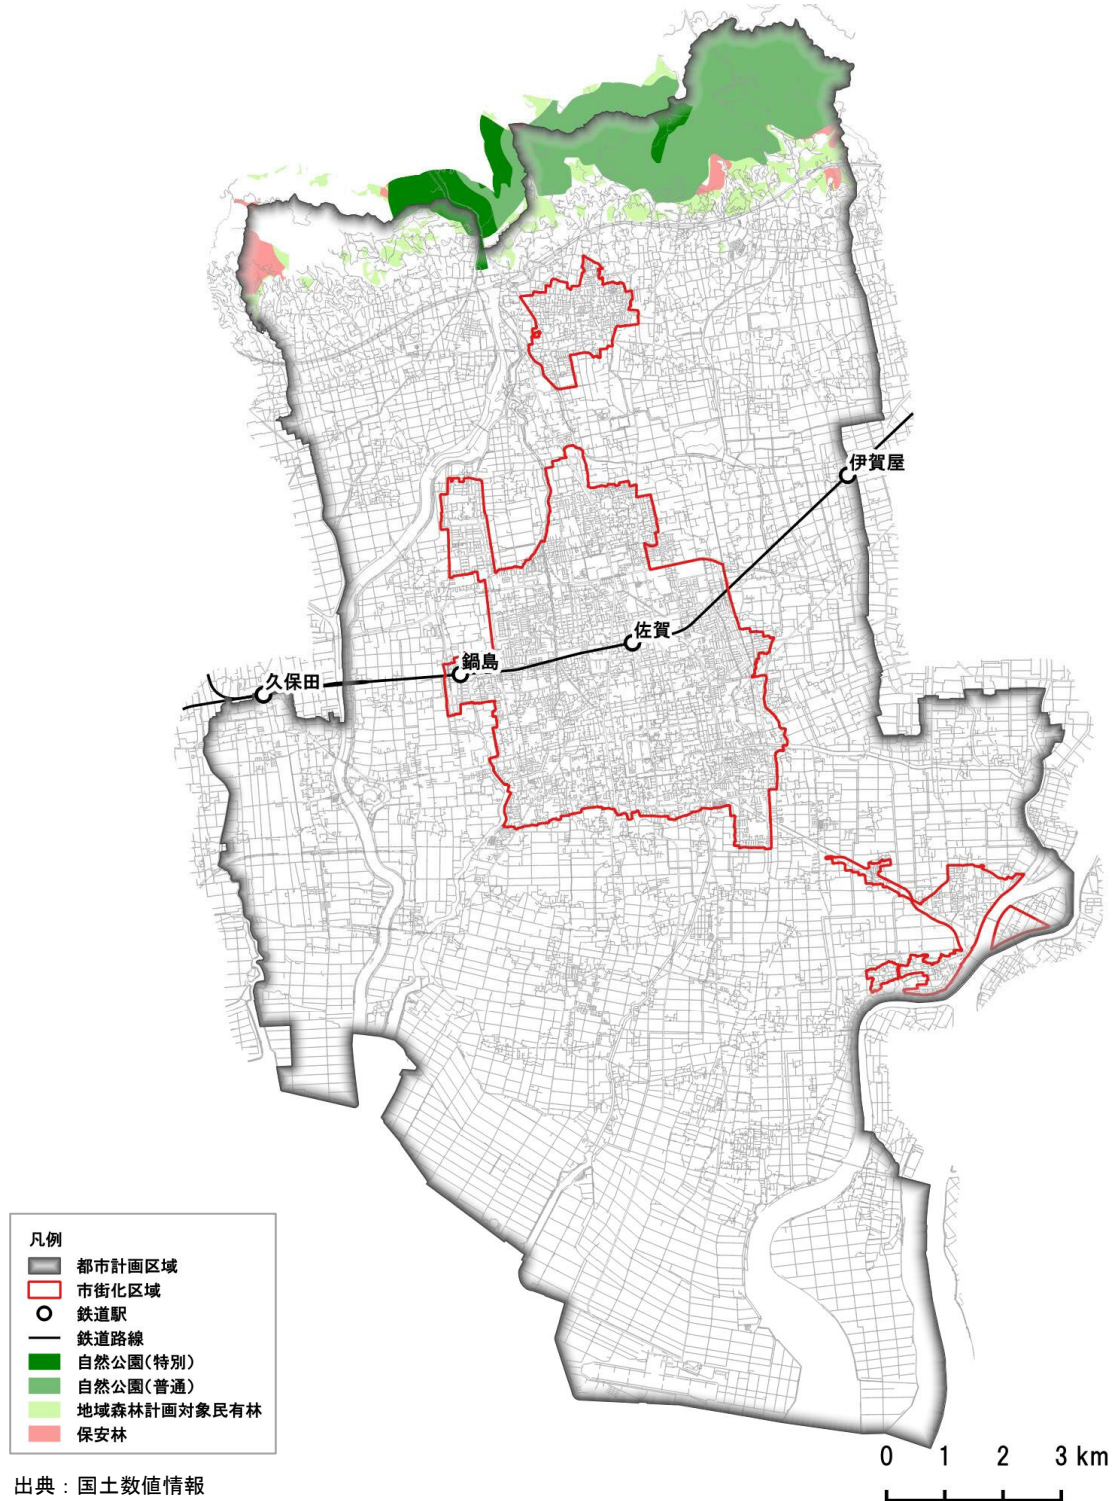 伊賀屋
佐賀
鍋島
久保田
凡例
都市計画区域
市街化区域
鉄道駅
鉄道路線
自然公園(特別)
自然公園(普通)
地域森林計画対象民有林
保安林
0 1 2 3 km
出典：国土数値情報